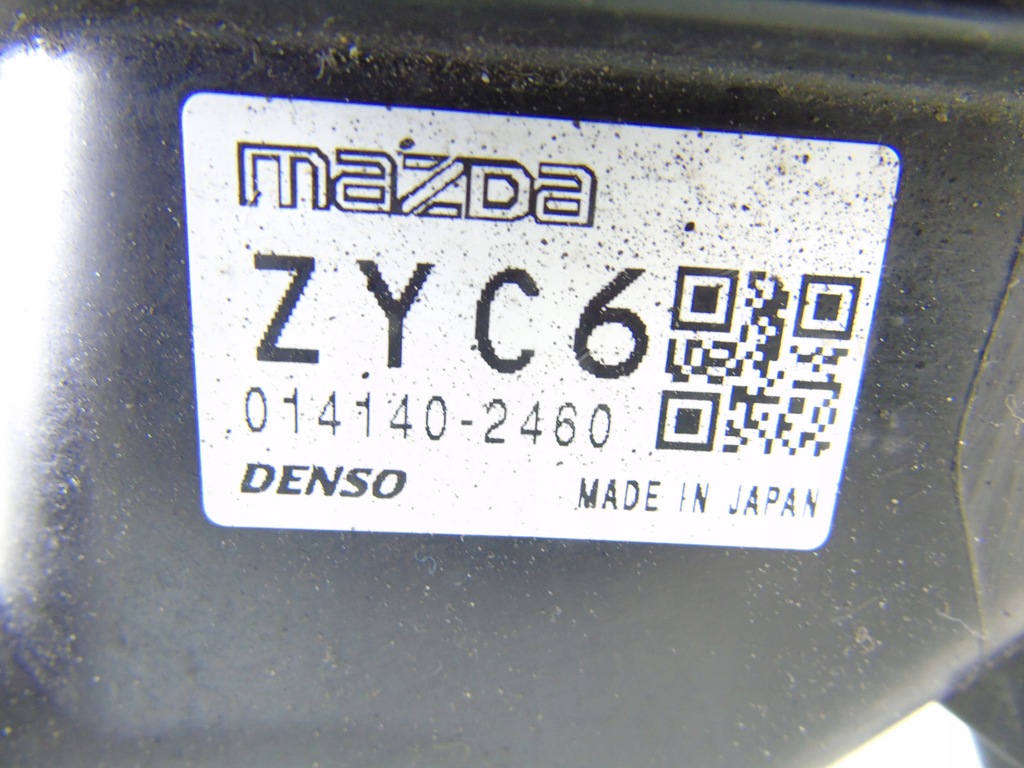 mazda
ZYC6
014140-2460
DENSO
MADE IN JAPAN